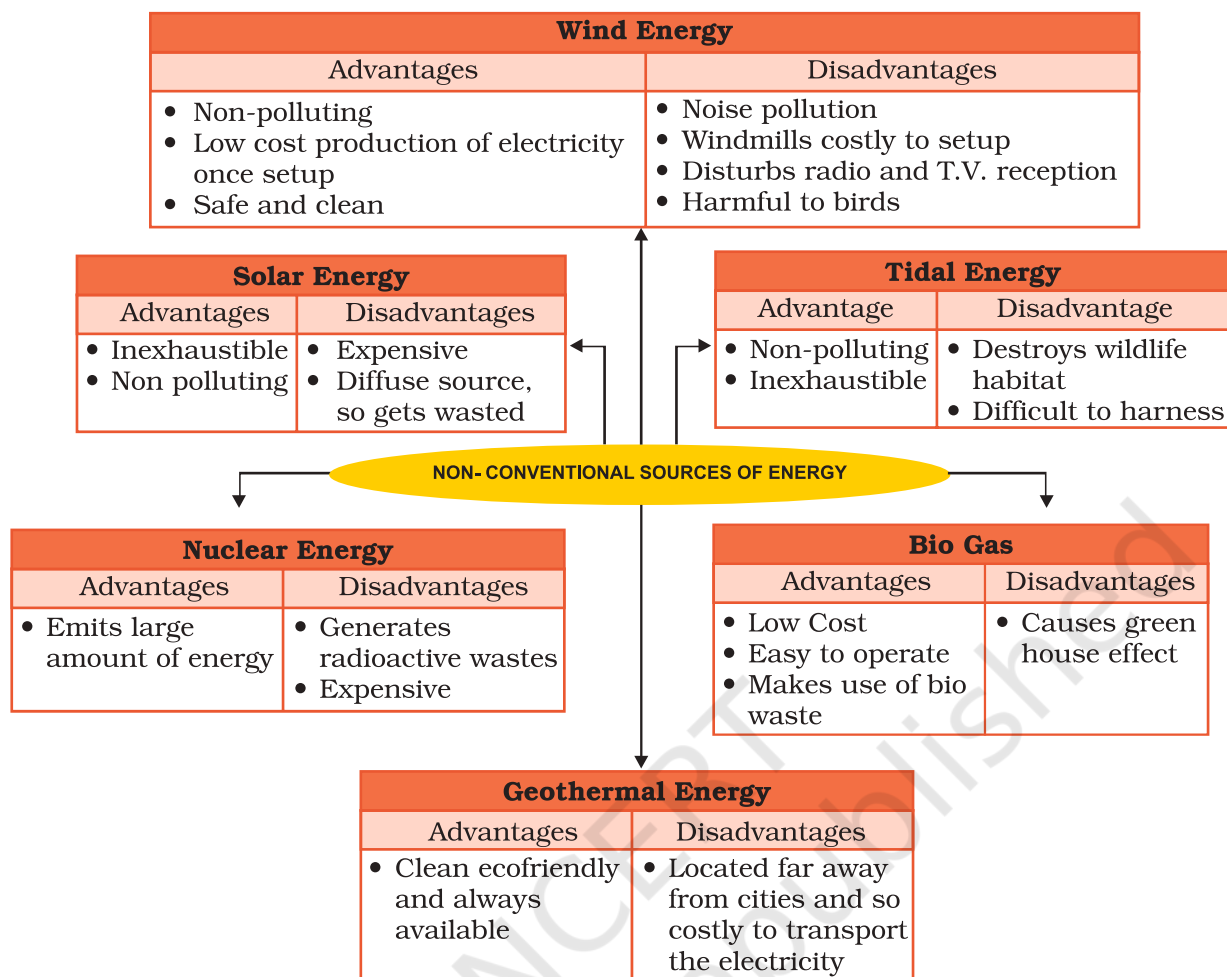 Wind Energy
Advantages
Disadvantages
• Non-polluting
• Low cost production of electricity
once setup
• Safe and clean
• Noise pollution
• Windmills costly to setup
• Disturbs radio and T.V. reception
• Harmful to birds
Solar Energy
Advantages
Disadvantages
• Inexhaustible
• Non polluting
• Expensive
• Diffuse source,
so gets wasted
Tidal Energy
Advantage
Disadvantage
• Non-polluting
• Inexhaustible
• Destroys wildlife
habitat
• Difficult to harness
NON- CONVENTIONAL SOURCES OF ENERGY
Nuclear Energy
Advantages
Disadvantages
• Emits large
amount of energy
• Generates
radioactive wastes
• Expensive
Bio Gas
Advantages
Disadvantages
• Low Cost
• Easy to operate
• Makes use of bio
waste
• Causes green
house effect
Geothermal Energy
Advantages
Disadvantages
• Clean ecofriendly
and always
available
• Located far away
from cities and so
costly to transport
the electricity
NCERT